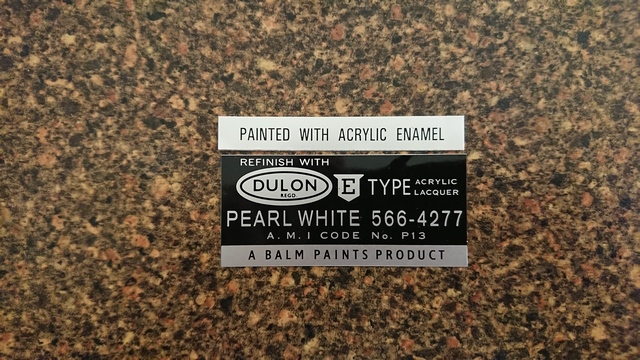 PAINTED WITH ACRYLIC ENAMEL
REFINISH WITH
DULON REGD. E TYPE ACRYLIC LACQUER
PEARL WHITE 566-4277
A.M.I CODE No. P13
A BALM PAINTS PRODUCT